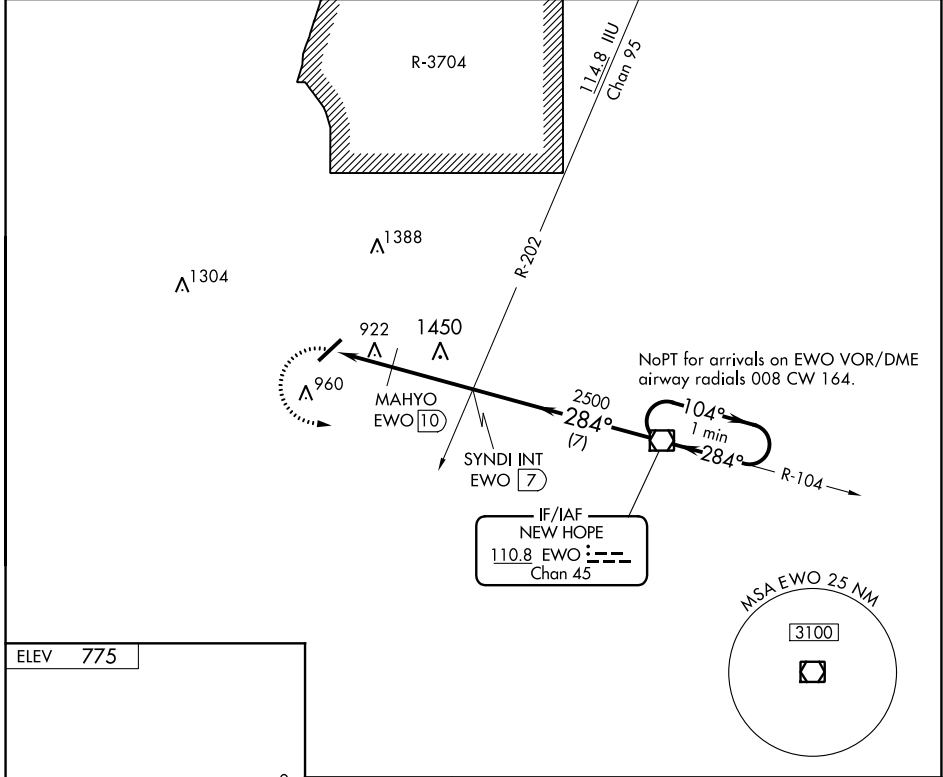 R-3704
114.8 IIU
Chan 95
R-202
1388
1304
922
1450
960
MAHYO
EWO 10
SYNDI INT
EWO 7
2500
284°
(7)
NoPT for arrivals on EWO VOR/DME
airway radials 008 CW 164.
104°
1 min
284°
R-104
IF/IAF
NEW HOPE
110.8 EWO
Chan 45
MSA EWO 25 NM
3100
ELEV 775